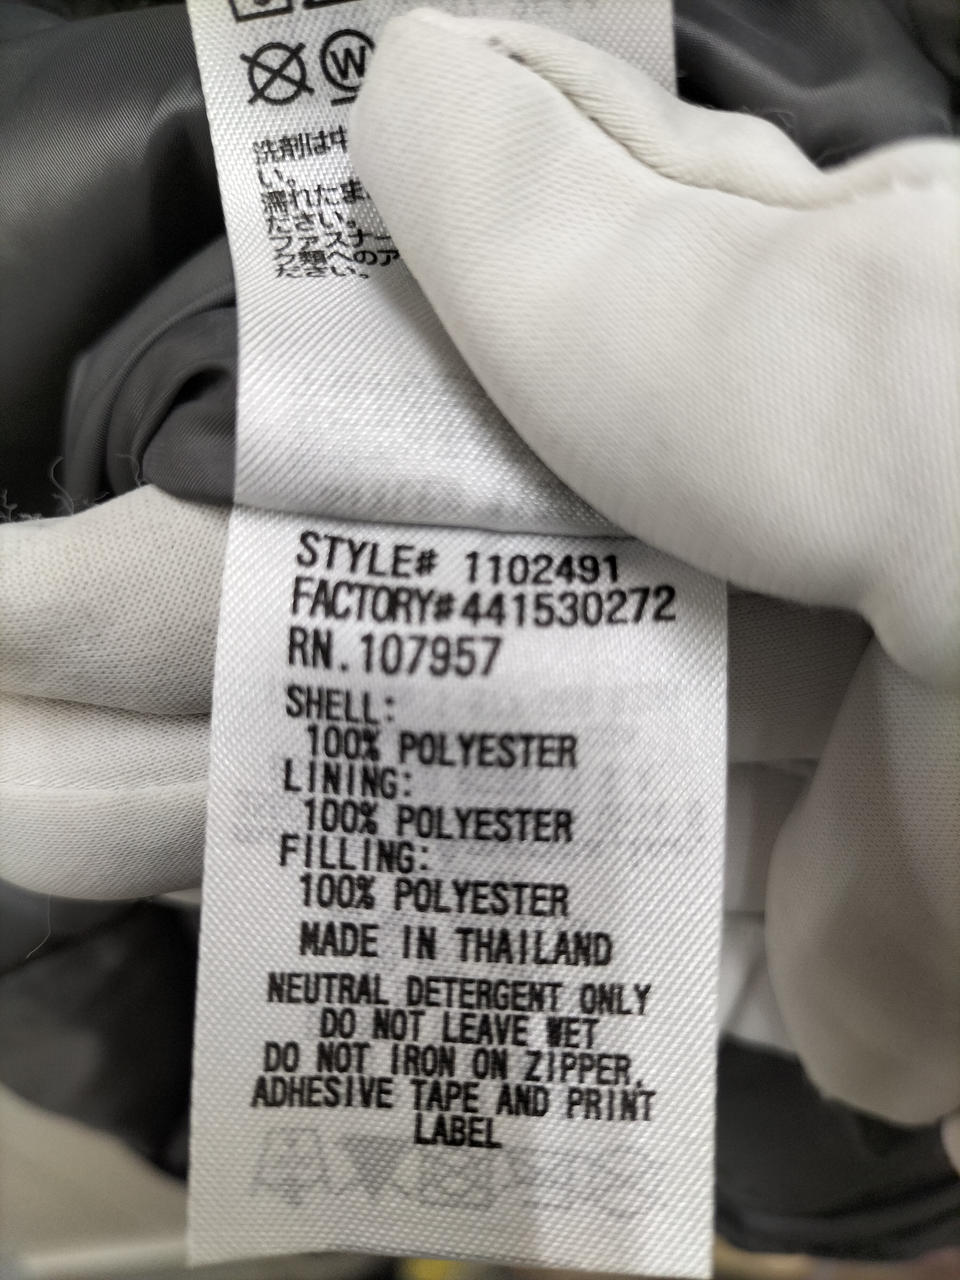 W
洗剤は中
い。
濡れたま
ださい。
ファスナー
ク類へのア
ださい。
STYLE# 1102491
FACTORY#441530272
RN.107957
SHELL:
100% POLYESTER
LINING:
100% POLYESTER
FILLING:
100% POLYESTER
MADE IN THAILAND
NEUTRAL DETERGENT ONLY
DO NOT LEAVE WET
DO NOT IRON ON ZIPPER,
ADHESIVE TAPE AND PRINT
LABEL